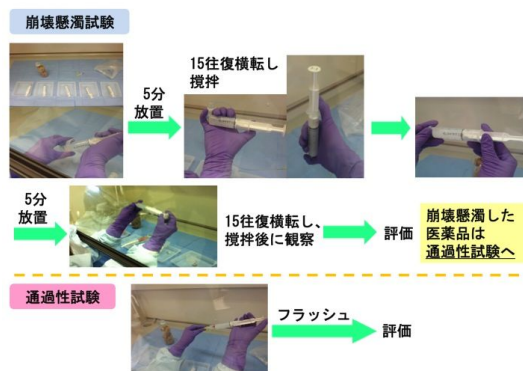 崩壊懸濁試験
5分
放置
15往復横転し
撹拌
5分
放置
15往復横転し、
撹拌後に観察
評価
崩壊懸濁した
医薬品は
通過性試験へ
通過性試験
フラッシュ
評価